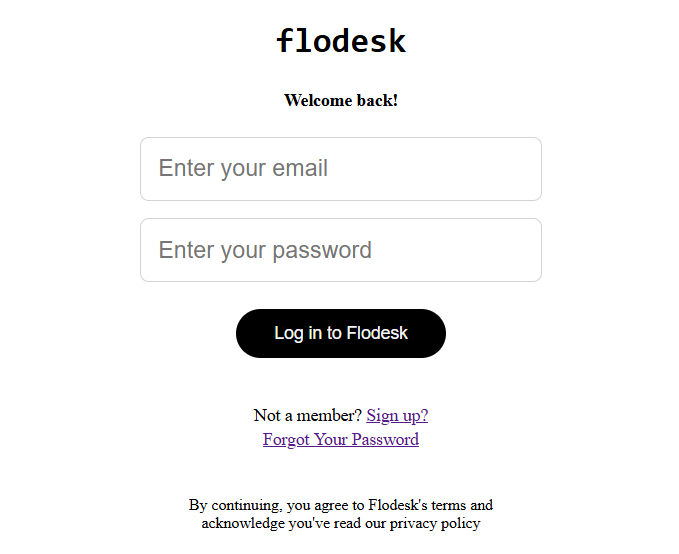 flodesk
Welcome back!
Enter your email
Enter your password
Log in to Flodesk
Not a member? Sign up?
Forgot Your Password
By continuing, you agree to Flodesk's terms and
acknowledge you've read our privacy policy